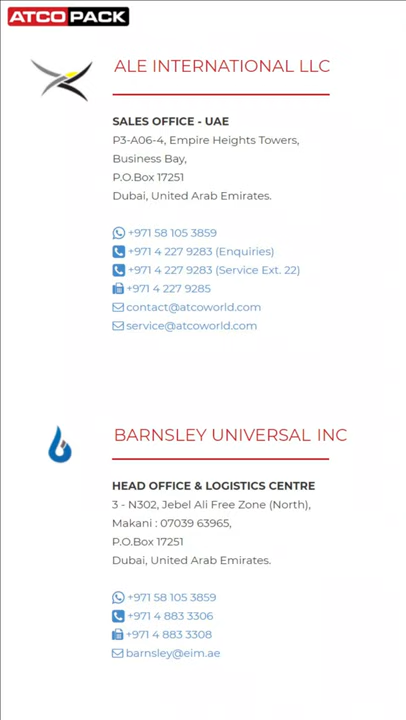 ATCOPACK
ALE INTERNATIONAL LLC
SALES OFFICE - UAE
P3-A06-4, Empire Heights Towers,
Business Bay,
P.O.Box 17251
Dubai, United Arab Emirates.
+971 58 105 3859
+971 4 227 9283 (Enquiries)
+971 4 227 9283 (Service Ext. 22)
+971 4 227 9285
contact@atcoworld.com
service@atcoworld.com
BARNSLEY UNIVERSAL INC
HEAD OFFICE & LOGISTICS CENTRE
3 - N302, Jebel Ali Free Zone (North),
Makani : 07039 63965,
P.O.Box 17251
Dubai, United Arab Emirates.
+971 58 105 3859
+971 4 883 3306
+971 4 883 3308
barnsley@eim.ae